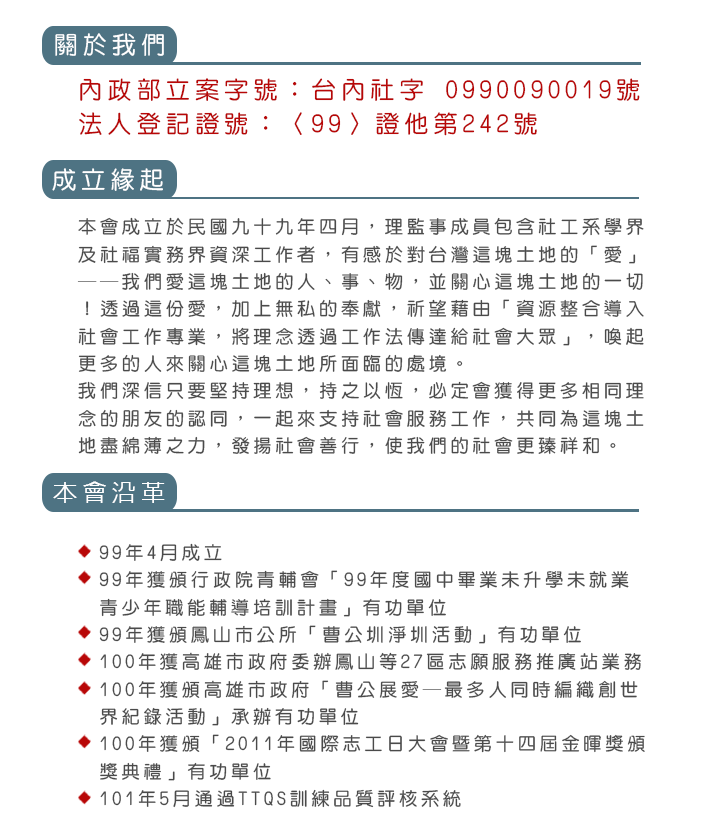 關於我們
內政部立案字號：台內社字 0990090019號
法人登記證號：〈99〉證他第242號
成立緣起
本會成立於民國九十九年四月，理監事成員包含社工系學界
及社福實務界資深工作者，有感於對台灣這塊土地的「愛」
——我們愛這塊土地的人、事、物，並關心這塊土地的一切
！透過這份愛，加上無私的奉獻，祈望藉由「資源整合導入
社會工作專業，將理念透過工作法傳達給社會大眾」，喚起
更多的人來關心這塊土地所面臨的處境。
我們深信只要堅持理想，持之以恆，必定會獲得更多相同理
念的朋友的認同，一起來支持社會服務工作，共同為這塊土
地盡綿薄之力，發揚社會善行，使我們的社會更臻祥和。
本會沿革
◆99年4月成立
◆99年獲頒行政院青輔會「99年度國中畢業未升學未就業
青少年職能輔導培訓計畫」有功單位
◆99年獲頒鳳山市公所「曹公圳淨圳活動」有功單位
◆100年獲高雄市政府委辦鳳山等27區志願服務推廣站業務
◆100年獲頒高雄市政府「曹公展愛—最多人同時編織創世
界紀錄活動」承辦有功單位
◆100年獲頒「2011年國際志工日大會暨第十四屆金暉獎頒
獎典禮」有功單位
◆101年5月通過TTQS訓練品質評核系統